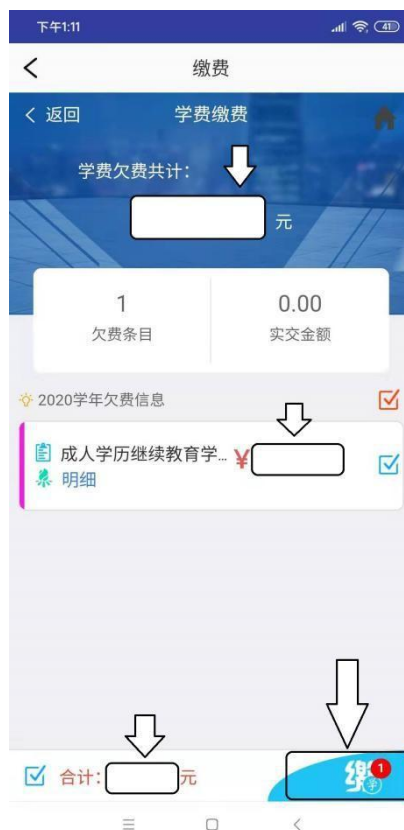 下午1:11
41
缴费
返回
学费缴费
学费欠费共计:
元
1
0.00
欠费条目
实交金额
2020学年欠费信息
成人学历继续教育学... ¥
明细
合计:
元
缴
1